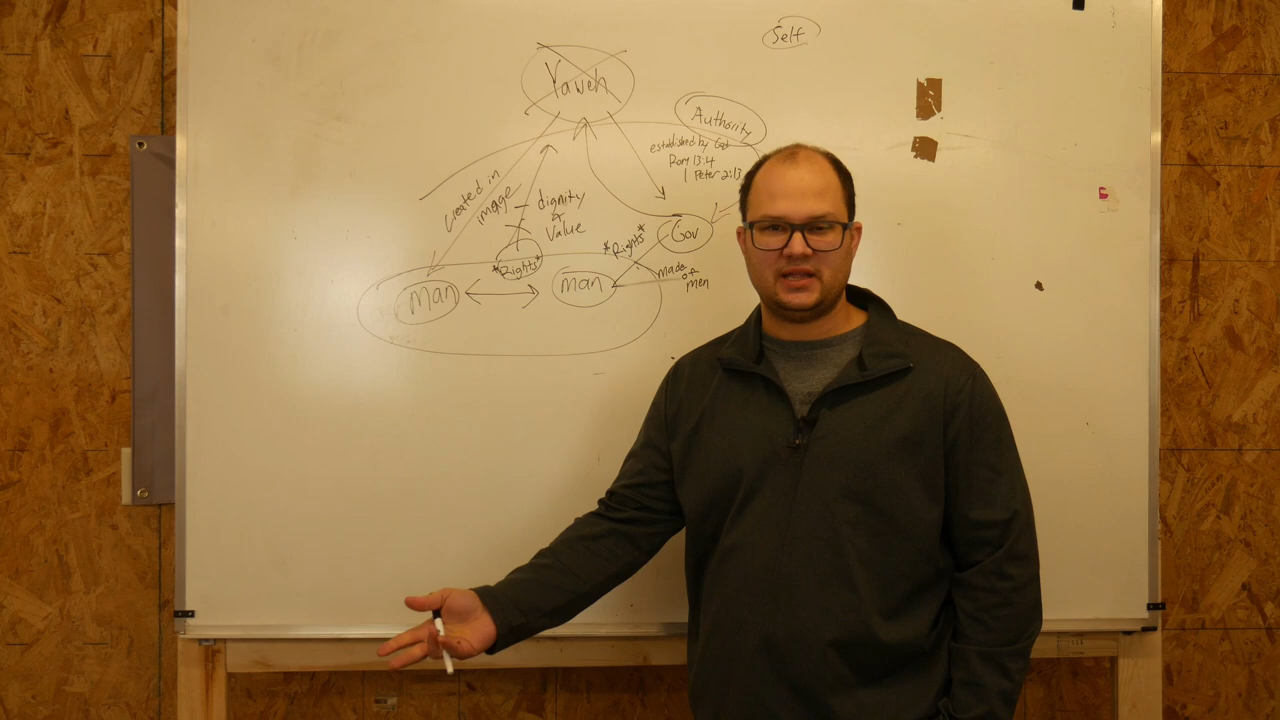 Self
Yaweh
Authority
established by God
Rom 13:4
1 Peter 2:13
created in
image
dignity
&
Value
*Rights*
*Rights*
Gov
made
of
men
man
man